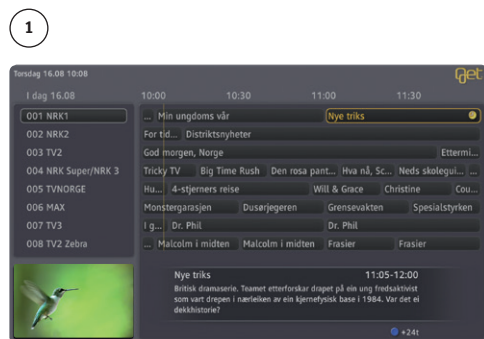 1
Torsdag 16.08 10:08
get
I dag 16.08 10:00 10:30 11:00 11:30
001 NRK1 ... Min ungdoms vår Nye triks
002 NRK2 For tid... Distriktsnyheter
003 TV2 God morgen, Norge Ettermi...
004 NRK Super/NRK 3 Tricky TV Big Time Rush Den rosa pant... Hva nå, Sc... Neds skolegui... ...
005 TVNORGE Hu... 4-stjerners reise Will & Grace Christine Cou...
006 MAX Monstergarasjen Dusørjegeren Grensevakten Spesialstyrken
007 TV3 I g... Dr. Phil Dr. Phil
008 TV2 Zebra ... Malcolm i midten Malcolm i midten Frasier Frasier
Nye triks 11:05-12:00
Britisk dramaserie. Teamet etterforskar drapet på ein ung fredsaktivist
som vart drepen i nærleiken av ein kjernefysisk base i 1984. Var det ei
dekkhistorie?
+24t